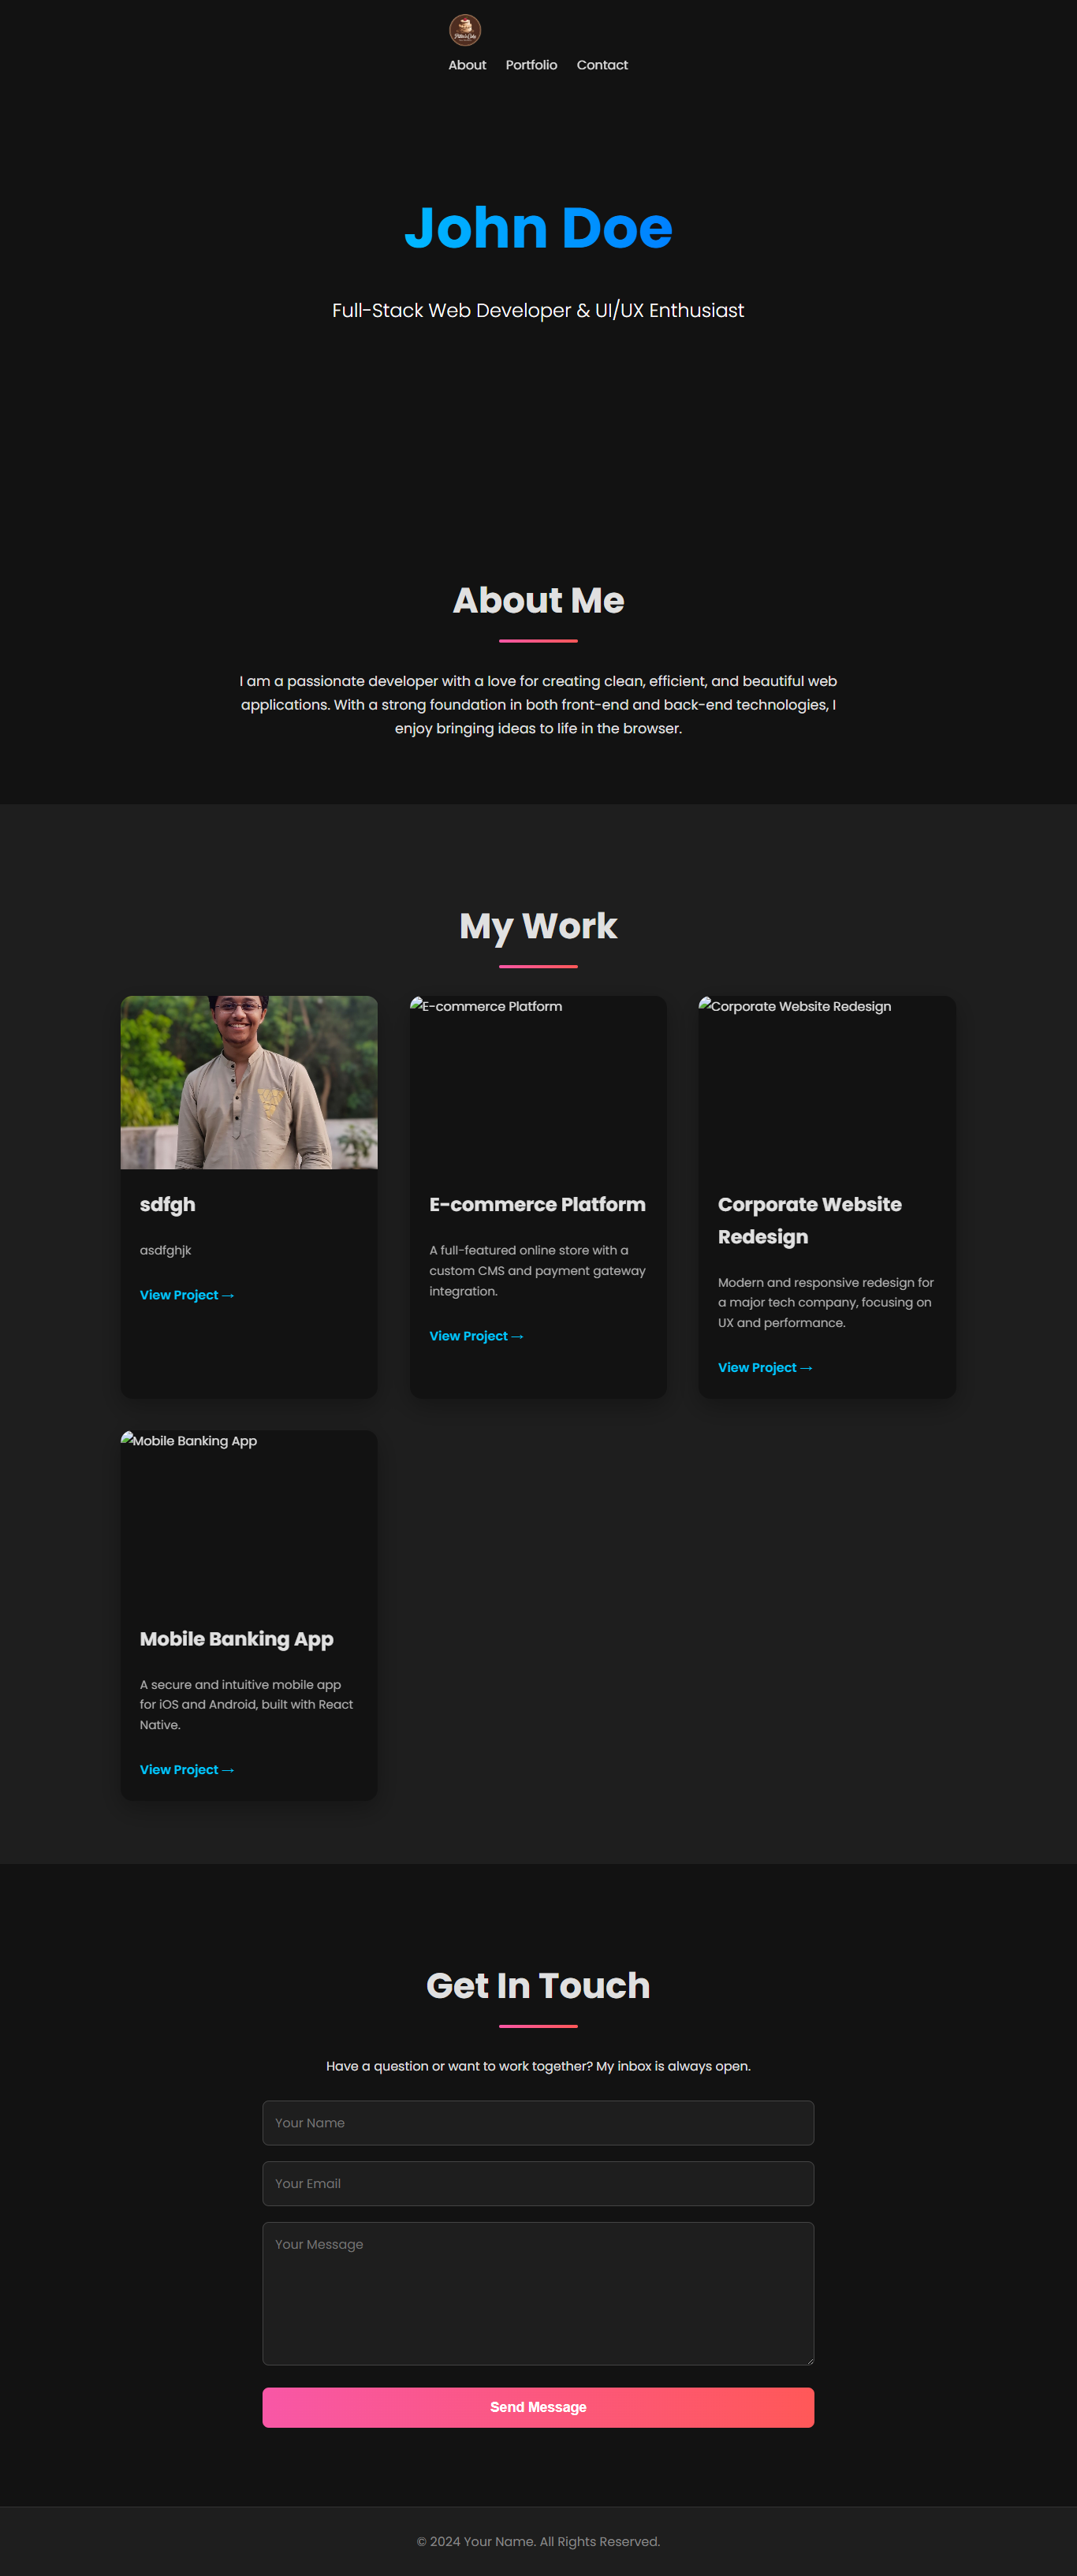 About Portfolio Contact
John Doe
Full-Stack Web Developer & UI/UX Enthusiast
About Me
I am a passionate developer with a love for creating clean, efficient, and beautiful web
applications. With a strong foundation in both front-end and back-end technologies, I
enjoy bringing ideas to life in the browser.
My Work
sdfgh
asdfghjk
View Project →
E-commerce Platform
E-commerce Platform
A full-featured online store with a
custom CMS and payment gateway
integration.
View Project →
Corporate Website Redesign
Corporate Website
Redesign
Modern and responsive redesign for
a major tech company, focusing on
UX and performance.
View Project →
Mobile Banking App
Mobile Banking App
A secure and intuitive mobile app
for iOS and Android, built with React
Native.
View Project →
Get In Touch
Have a question or want to work together? My inbox is always open.
Your Name
Your Email
Your Message
Send Message
© 2024 Your Name. All Rights Reserved.